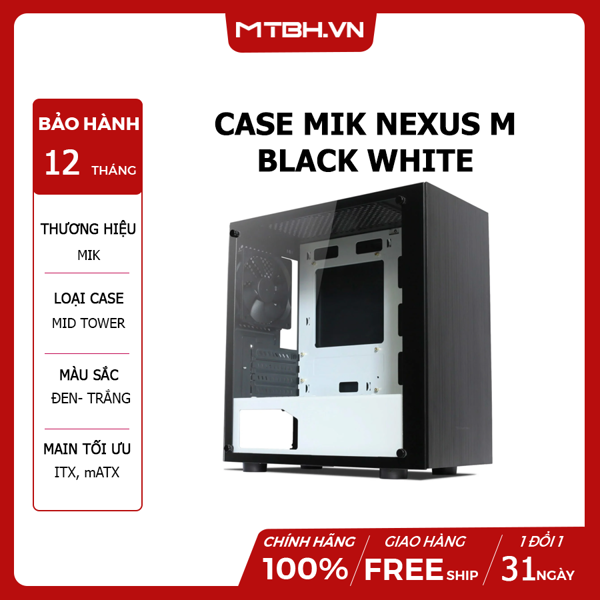 MTBH.VN
CASE MIK NEXUS M
BLACK WHITE
BẢO HÀNH
12 THÁNG
THƯƠNG HIỆU
MIK
LOẠI CASE
MID TOWER
MÀU SẮC
ĐEN- TRẮNG
MAIN TỐI ƯU
ITX, mATX
CHÍNH HÃNG
100%
GIAO HÀNG
FREE SHIP
1 ĐỔI 1
31 NGÀY